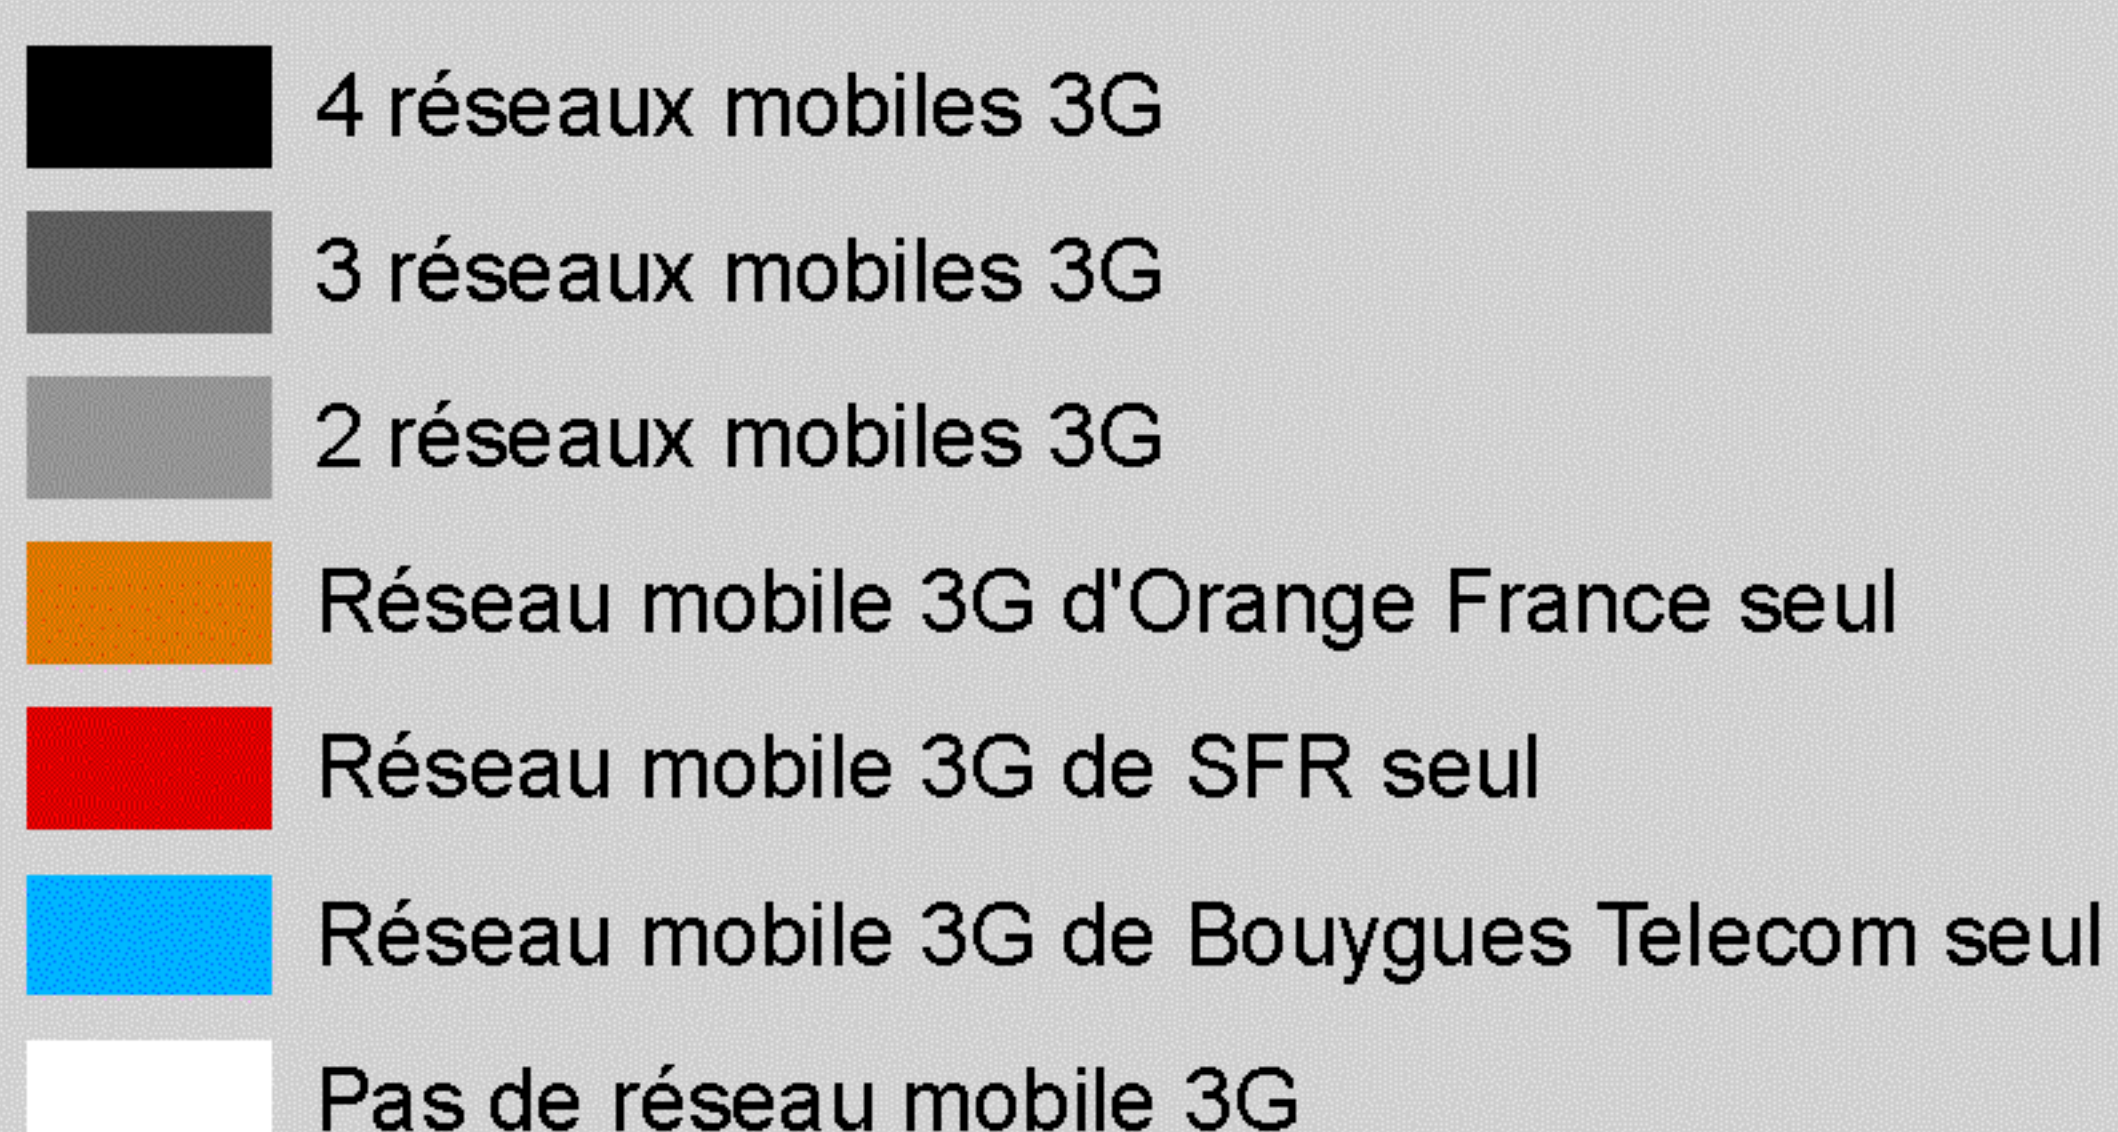 4 réseaux mobiles 3G
3 réseaux mobiles 3G
2 réseaux mobiles 3G
Réseau mobile 3G d'Orange France seul
Réseau mobile 3G de SFR seul
Réseau mobile 3G de Bouygues Telecom seul
Pas de réseau mobile 3G